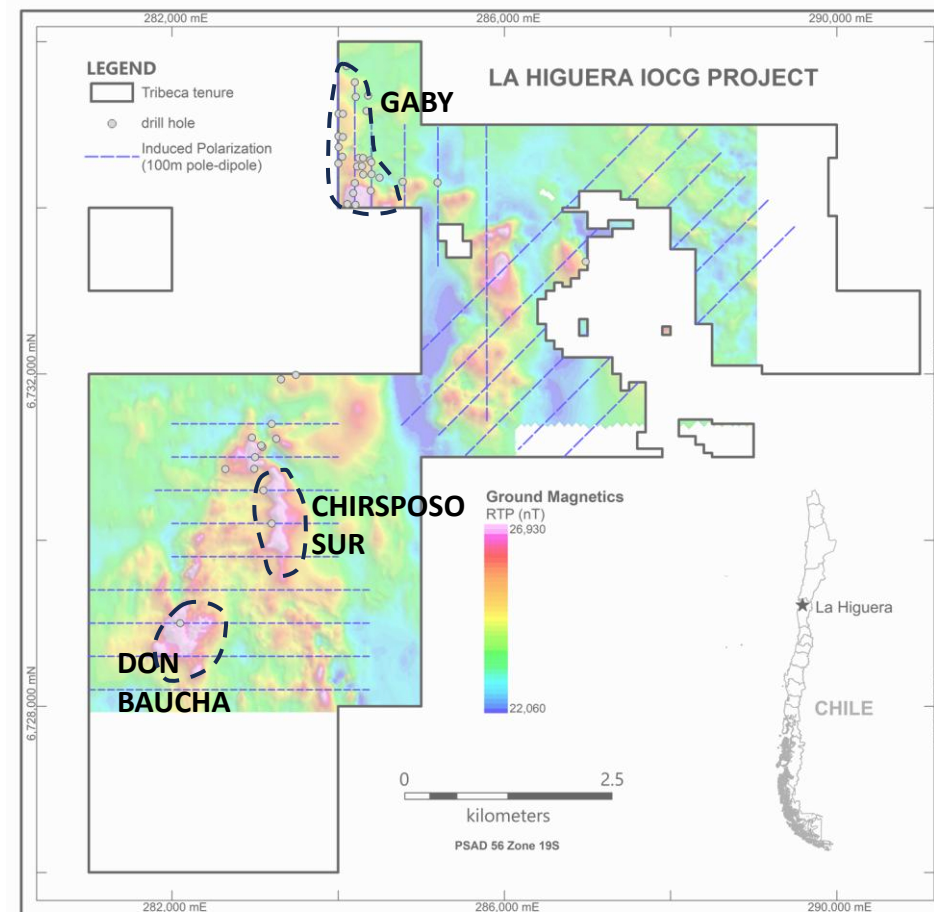 282,000 mE
286,000 mE
290,000 mE
LEGEND
Tribeca tenure
drill hole
Induced Polarization
(100m pole-dipole)
LA HIGUERA IOCG PROJECT
GABY
6,732,000 mN
CHIRSPOSO
SUR
Ground Magnetics
RTP (nT)
26,930
22,060
La Higuera
DON
BAUCHA
6,728,000 mN
CHILE
0
2.5
kilometers
PSAD 56 Zone 19S
282,000 mE
286,000 mE
290,000 mE